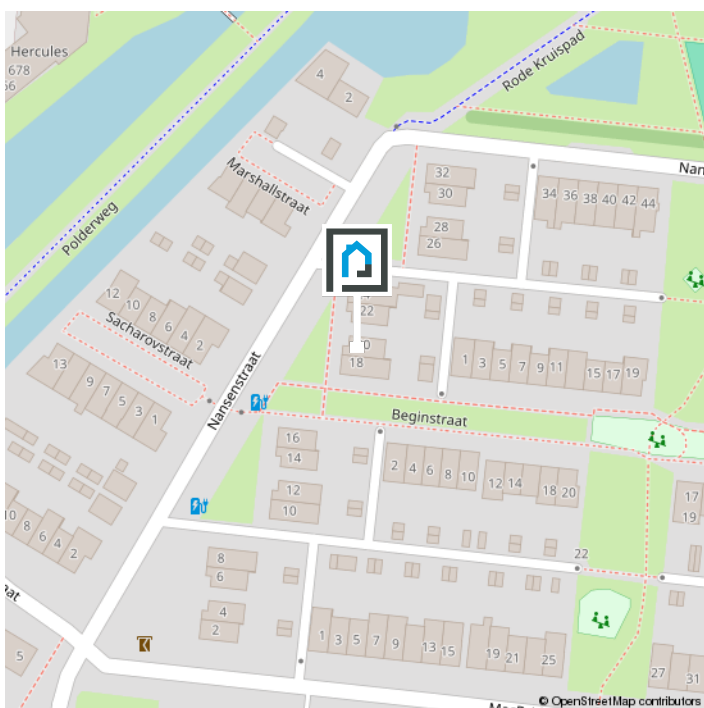 Hercules
678
4
2
Rode Kruispad
Nan
Marshallstraat
Polderweg
32
30
28
26
34 36 38 40 42 44
22
18
12 10 8 6 4 2
Sacharovstraat
13 9 7 5 3 1
Nansenstraat
1 3 5 7 9 11 15 17 19
Beginstraat
16
14
2 4 6 8 10
12 14 18 20
12
10
17
19
10 8 6 4 2
22
8
6
4
2
1 3 5 7 9 13 15
19 21 25
27 31
5
© OpenStreetMap contributors